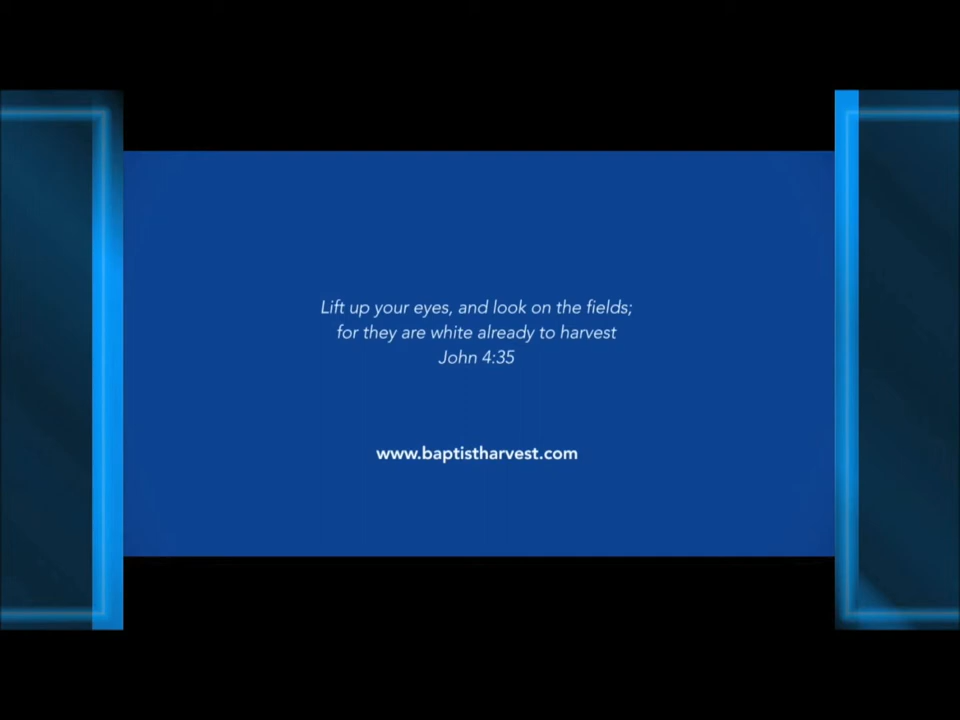 Lift up your eyes, and look on the fields;
for they are white already to harvest
John 4:35
www.baptistharvest.com